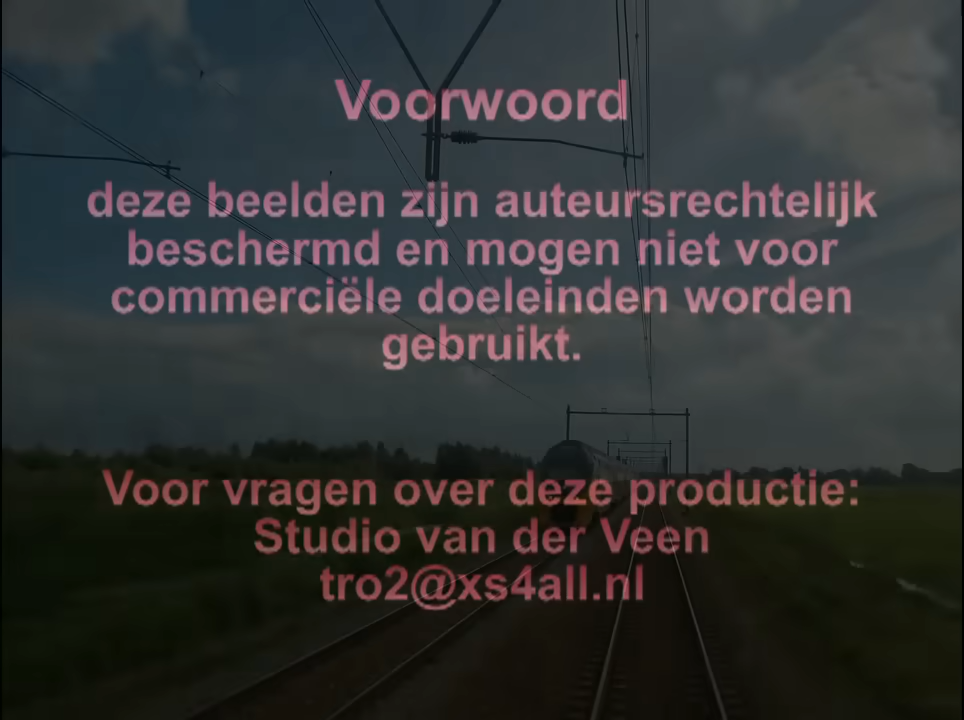 Voorwoord
deze beelden zijn auteursrechtelijk
beschermd en mogen niet voor
commerciële doeleinden worden
gebruikt.
Voor vragen over deze productie:
Studio van der Veen
tro2@xs4all.nl